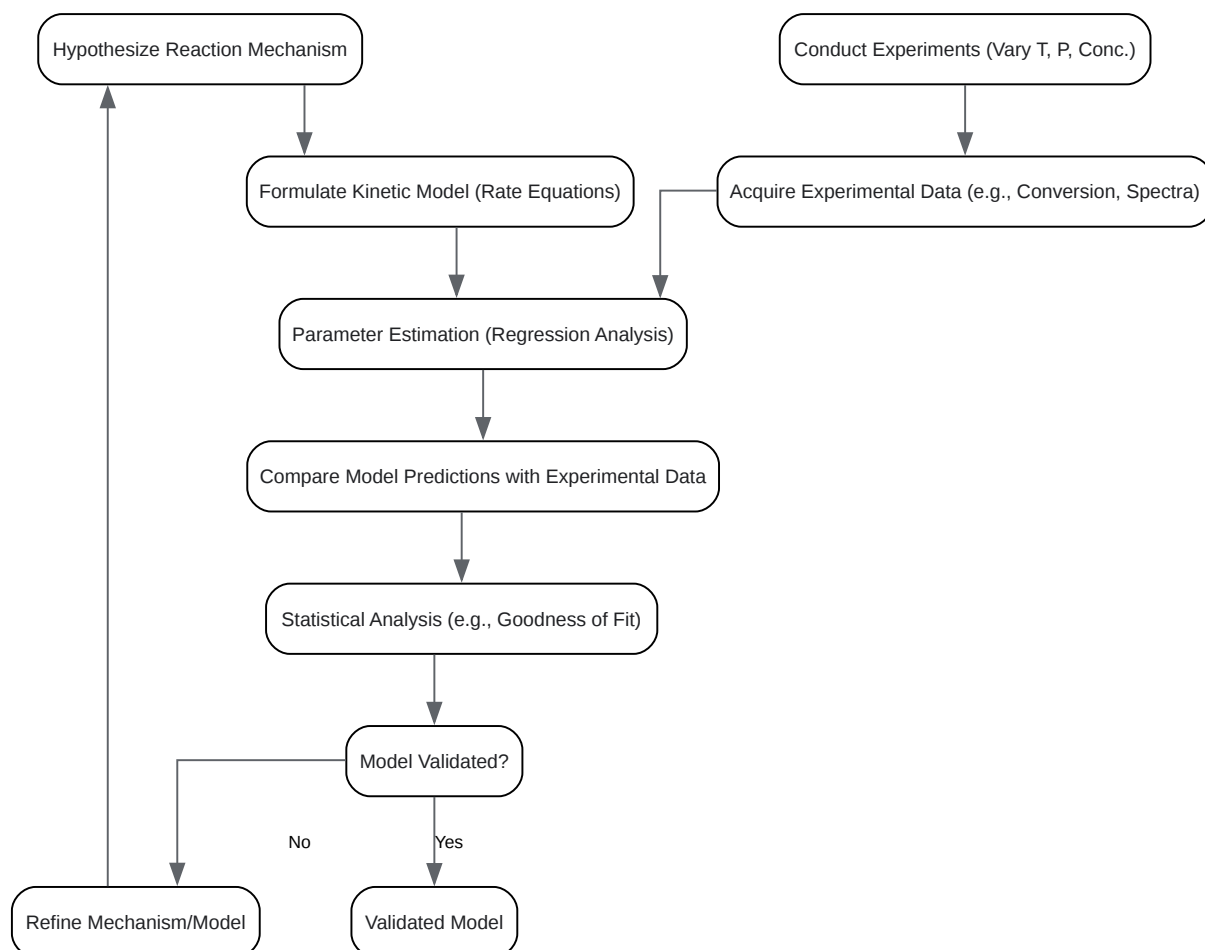 Hypothesize Reaction Mechanism
Conduct Experiments (Vary T, P, Conc.)
Formulate Kinetic Model (Rate Equations)
Acquire Experimental Data (e.g., Conversion, Spectra)
Parameter Estimation (Regression Analysis)
Compare Model Predictions with Experimental Data
Statistical Analysis (e.g., Goodness of Fit)
Model Validated?
No
Yes
Refine Mechanism/Model
Validated Model